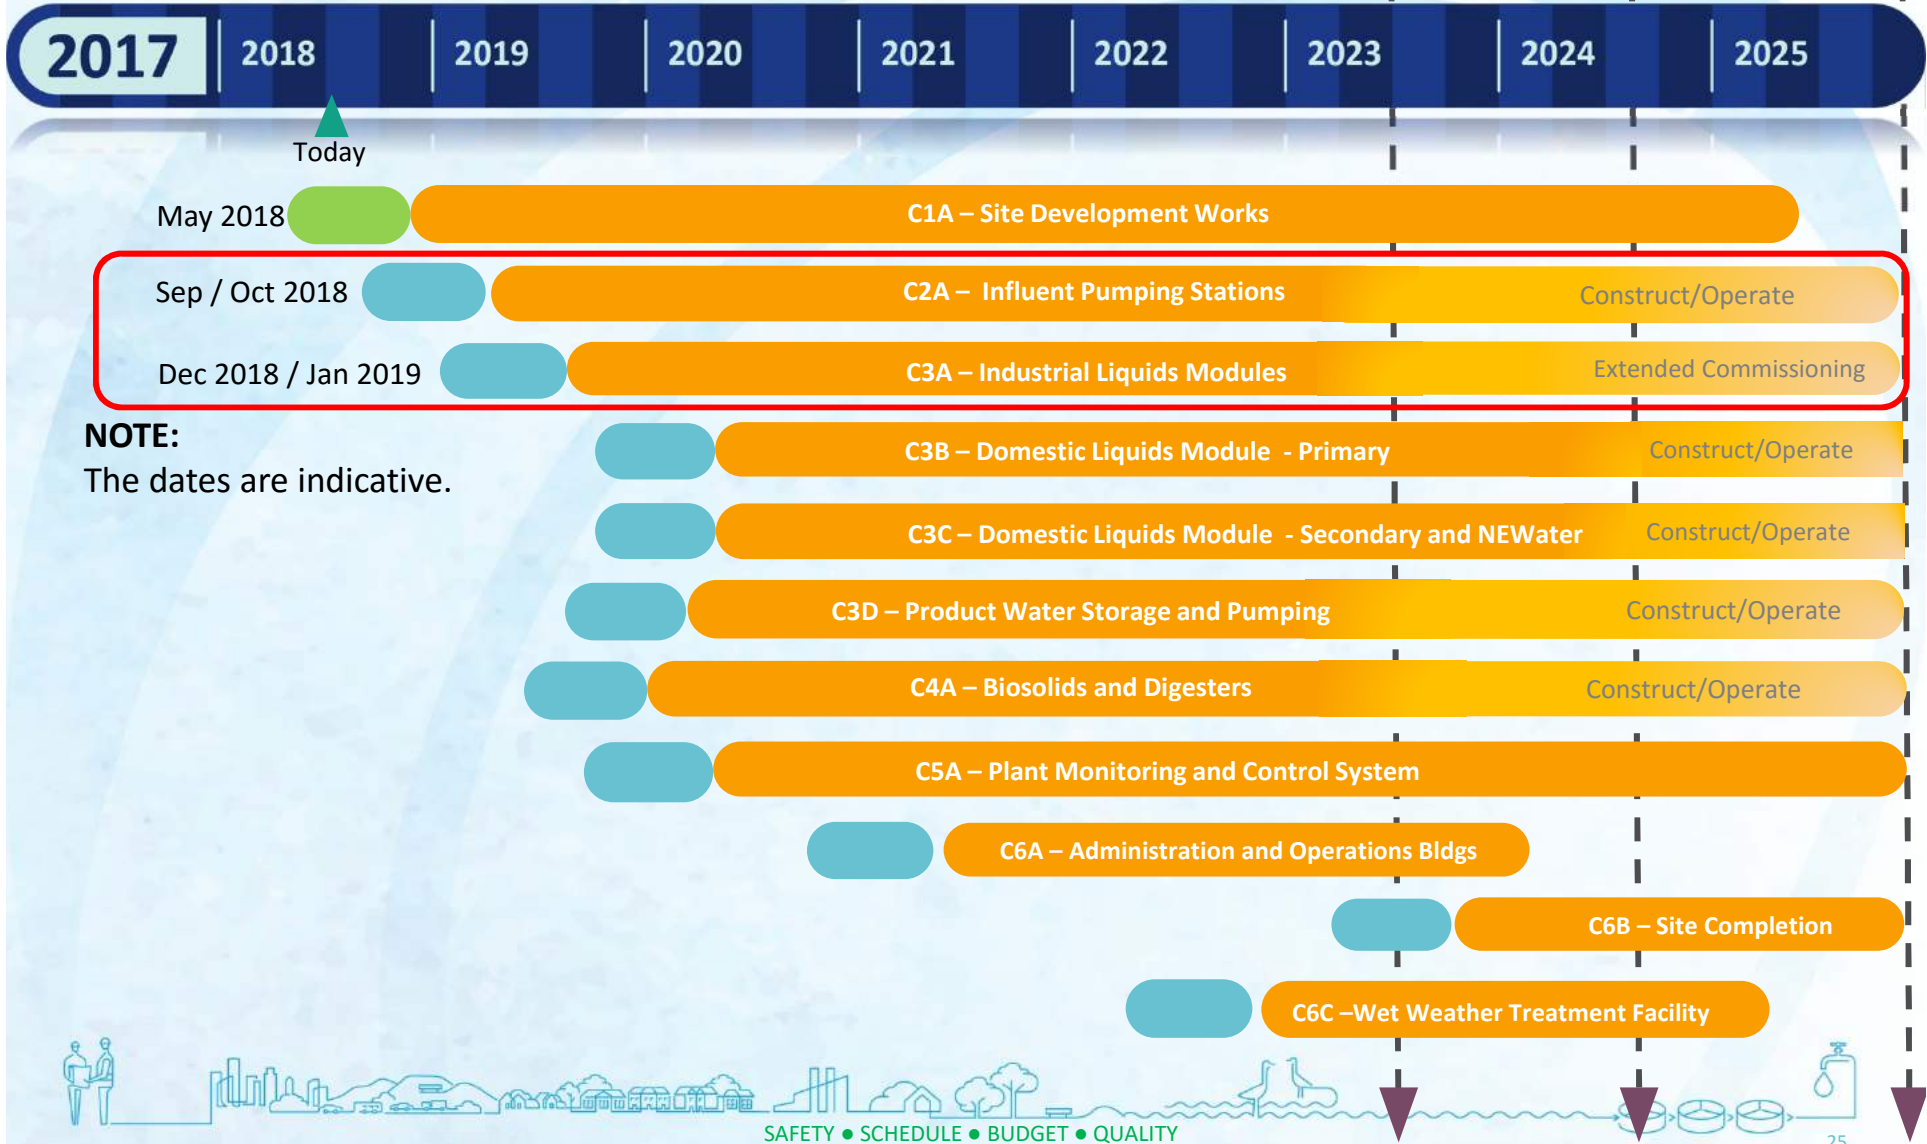 2017 2018 2019 2020 2021 2022 2023 2024 2025
Today
May 2018 C1A – Site Development Works
Sep / Oct 2018 C2A – Influent Pumping Stations Construct/Operate
Dec 2018 / Jan 2019 C3A – Industrial Liquids Modules Extended Commissioning
NOTE:
The dates are indicative.
C3B – Domestic Liquids Module - Primary Construct/Operate
C3C – Domestic Liquids Module - Secondary and NEWater Construct/Operate
C3D – Product Water Storage and Pumping Construct/Operate
C4A – Biosolids and Digesters Construct/Operate
C5A – Plant Monitoring and Control System
C6A – Administration and Operations Bldgs
C6B – Site Completion
C6C –Wet Weather Treatment Facility
SAFETY ● SCHEDULE ● BUDGET ● QUALITY
25